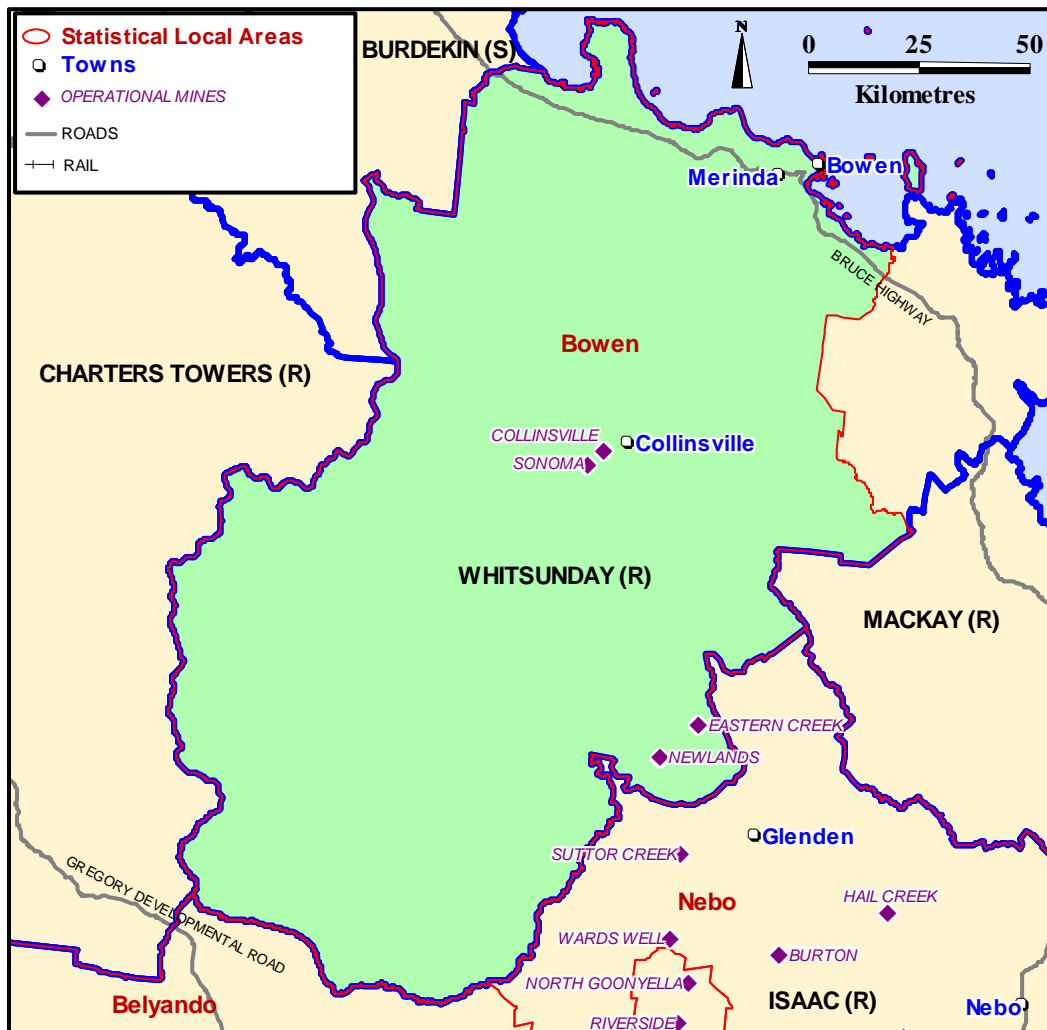 Statistical Local Areas
Towns
OPERATIONAL MINES
ROADS
RAIL
BURDEKIN (S)
0 25 50
Kilometres
Merinda
Bowen
BRUCE HIGHWAY
Bowen
CHARTERS TOWERS (R)
COLLINSVILLE
Collinsville
SONOMA
WHITSUNDAY (R)
MACKAY (R)
EASTERN CREEK
NEWLANDS
Glenden
SUTTOR CREEK
Nebo
HAIL CREEK
GREGORY DEVELOPMENTAL ROAD
WARDS WELL
BURTON
NORTH GOONYELLA
ISAAC (R)
Belyando
Nebo
RIVERSIDE